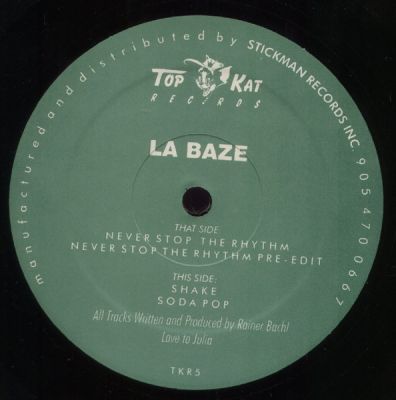 manufactured and distributed by STICKMAN RECORDS INC. 905 470 0667
TOP KAT
RECORDS
LA BAZE
THAT SIDE:
NEVER STOP THE RHYTHM
NEVER STOP THE RHYTHM PRE-EDIT
THIS SIDE:
SHAKE
SODA POP
All Tracks Written and Produced by Rainer Bachl
Love to Julia
TKR5